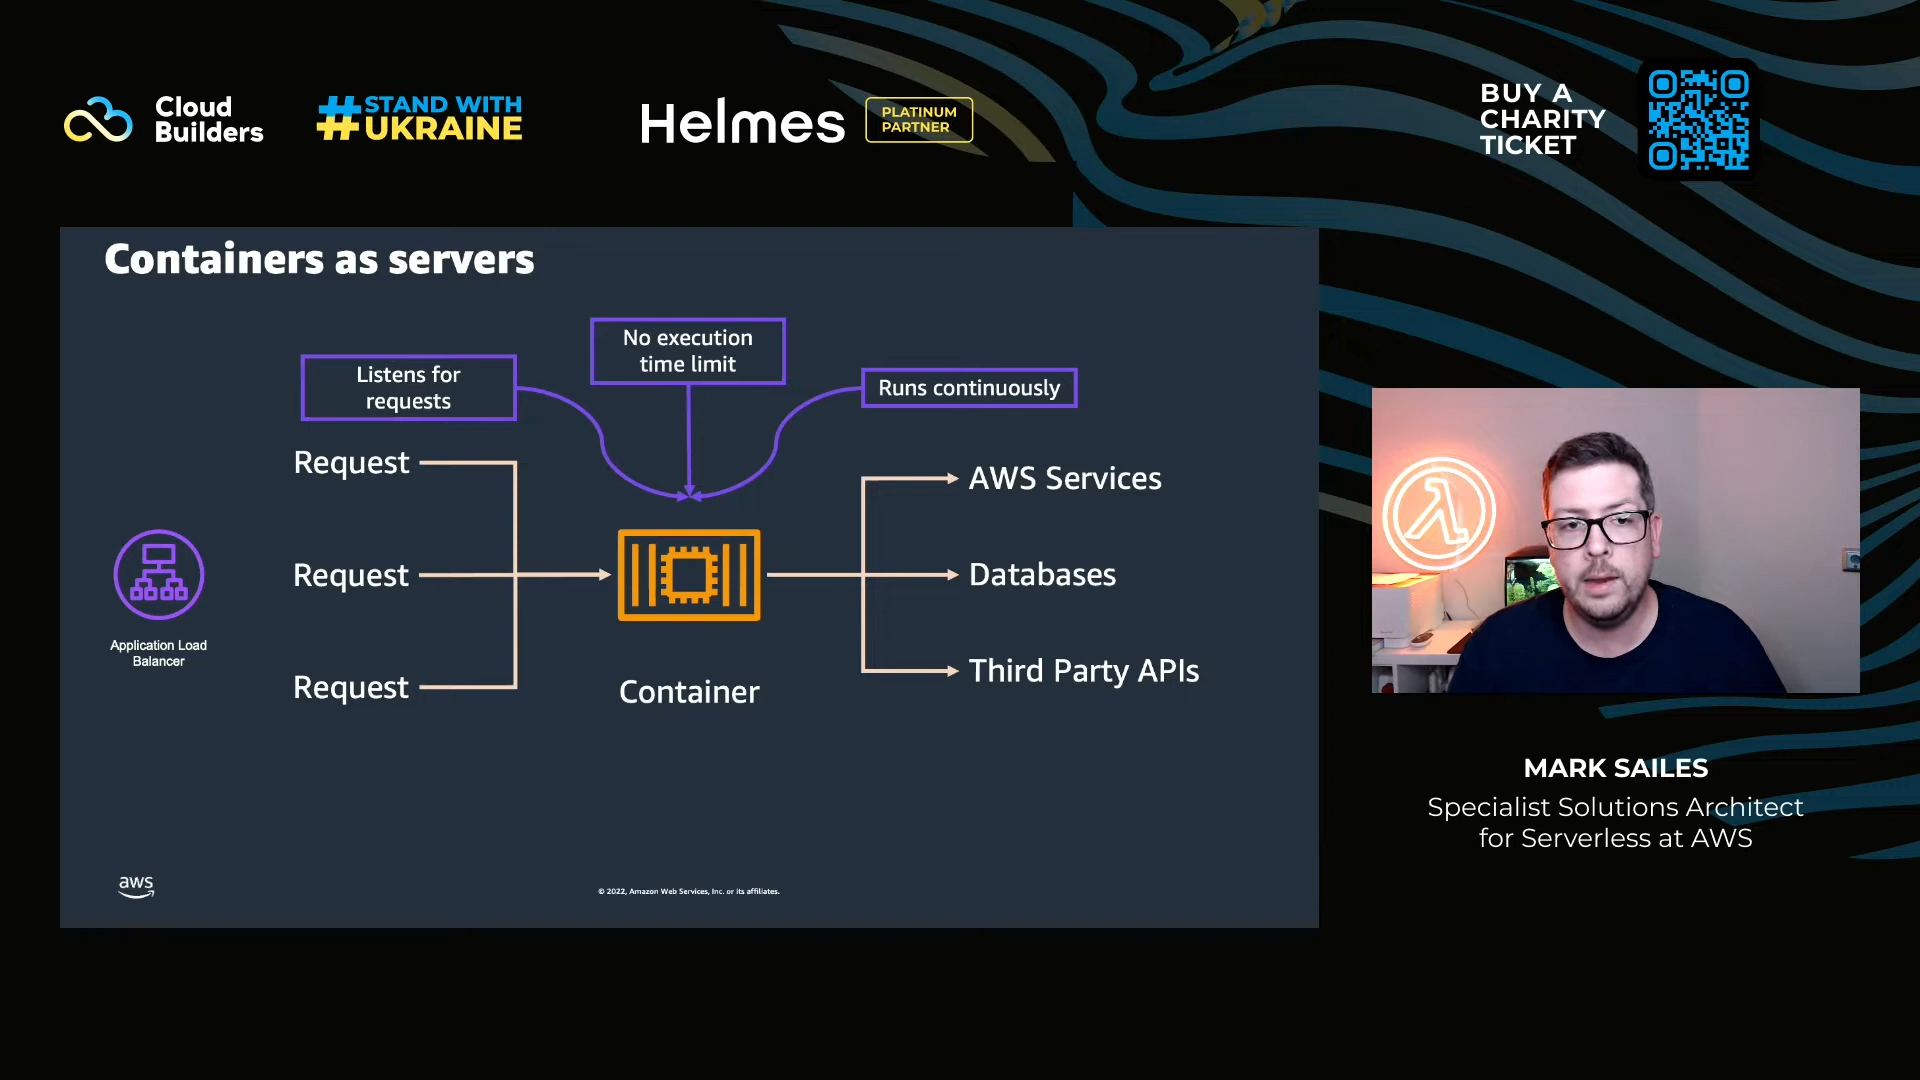 Cloud
Builders
#STAND WITH
UKRAINE
Helmes
PLATINUM
PARTNER
BUY A
CHARITY
TICKET
Containers as servers
Listens for
requests
No execution
time limit
Runs continuously
Request
Request
Request
Application Load
Balancer
Container
AWS Services
Databases
Third Party APIs
aws
© 2022, Amazon Web Services, Inc. or its affiliates.
MARK SAILES
Specialist Solutions Architect
for Serverless at AWS